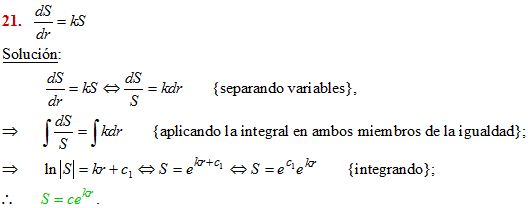 21. dS/dr = kS
Solución:
dS/dr = kS ⇔ dS/S = kdr {separando variables},
⇒ ∫ dS/S = ∫ kdr {aplicando la integral en ambos miembros de la igualdad};
⇒ ln|S| = kr + c₁ ⇔ S = e^(kr+c₁) ⇔ S = e^(c₁)e^(kr) {integrando};
∴ S = ce^(kr).